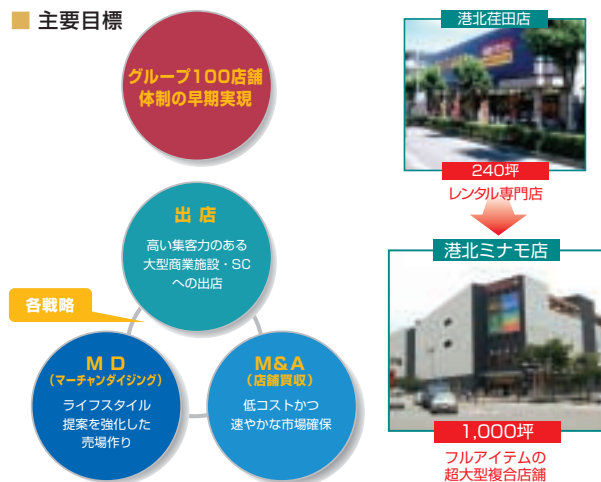 主要目標
グループ100店舗
体制の早期実現
出店
高い集客力のある
大型商業施設・SC
への出店
各戦略
MD
(マーチャンダイジング)
ライフスタイル
提案を強化した
売場作り
M&A
(店舗買収)
低コストかつ
速やかな市場確保
港北荏田店
240坪
レンタル専門店
港北ミナモ店
1,000坪
フルアイテムの
超大型複合店舗